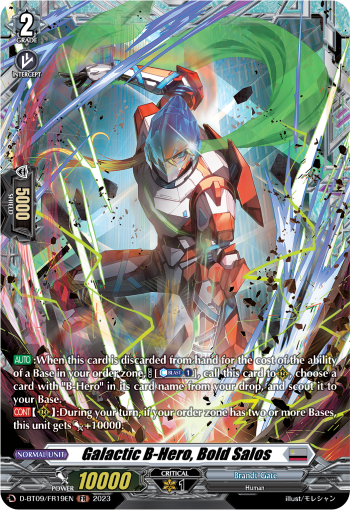 2
GRADE
INTERCEPT
5000
SHIELD
AUTO :When this card is discarded from hand for the cost of the ability
of a Base in your order zone, [BLAST 1], call this card to , choose a
card with "B-Hero" in its card name from your drop, and scout it to
your Base.
CONT :During your turn, if your order zone has two or more Bases,
this unit gets +10000.
NORMAL UNIT
Galactic B-Hero, Bold Salos
POWER
10000
CRITICAL
1
Brandt Gate
Human
D-BT09/FR19EN FR 2023
illust/モレシャン